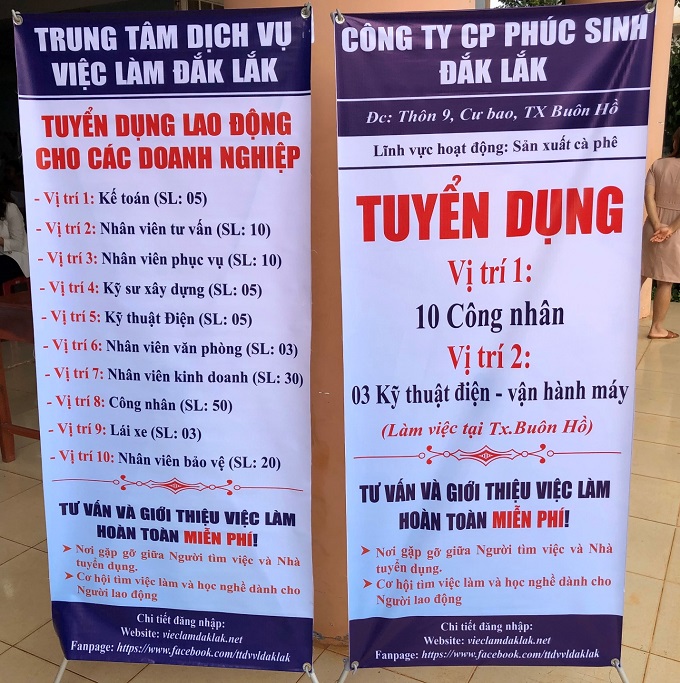 TRUNG TÂM DỊCH VỤ
VIỆC LÀM ĐẮK LẮK
TUYỂN DỤNG LAO ĐỘNG
CHO CÁC DOANH NGHIỆP
- Vị trí 1: Kế toán (SL: 05)
- Vị trí 2: Nhân viên tư vấn (SL: 10)
- Vị trí 3: Nhân viên phục vụ (SL: 10)
- Vị trí 4: Kỹ sư xây dựng (SL: 05)
- Vị trí 5: Kỹ thuật Điện (SL: 05)
- Vị trí 6: Nhân viên văn phòng (SL: 03)
- Vị trí 7: Nhân viên kinh doanh (SL: 30)
- Vị trí 8: Công nhân (SL: 50)
- Vị trí 9: Lái xe (SL: 03)
- Vị trí 10: Nhân viên bảo vệ (SL: 20)
TƯ VẤN VÀ GIỚI THIỆU VIỆC LÀM
HOÀN TOÀN MIỄN PHÍ!
➤ Nơi gặp gỡ giữa Người tìm việc và Nhà
tuyển dụng.
➤ Cơ hội tìm việc làm và học nghề dành cho
Người lao động
Chi tiết đăng nhập:
Website: vieclamdaklak.net
Fanpage: https://www.facebook.com/ttdvvldaklak
CÔNG TY CP PHÚC SINH
ĐẮK LẮK
Đc: Thôn 9, Cư bao, TX Buôn Hồ
Lĩnh vực hoạt động: Sản xuất cà phê
TUYỂN DỤNG
Vị trí 1:
10 Công nhân
Vị trí 2:
03 Kỹ thuật điện - vận hành máy
(Làm việc tại Tx.Buôn Hồ)
TƯ VẤN VÀ GIỚI THIỆU VIỆC LÀM
HOÀN TOÀN MIỄN PHÍ!
➤ Nơi gặp gỡ giữa Người tìm việc và Nhà
tuyển dụng.
➤ Cơ hội tìm việc làm và học nghề dành cho
Người lao động
Chi tiết đăng nhập:
Website: vieclamdaklak.net
Fanpage: https://www.facebook.com/ttdvvldaklak